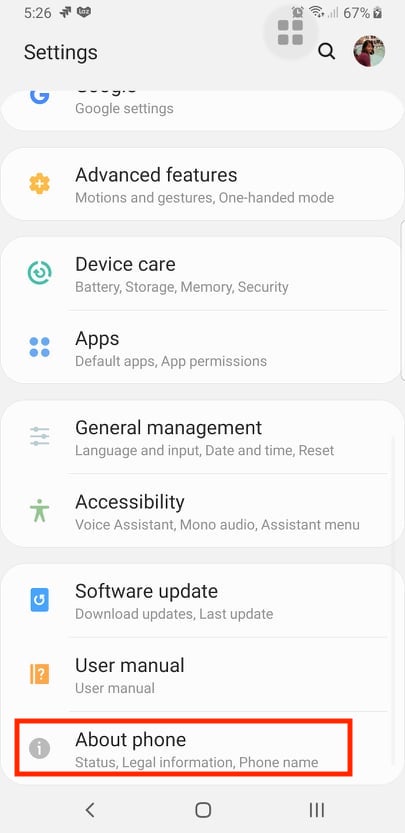 5:26
67%
Settings
Google
Google settings
Advanced features
Motions and gestures, One-handed mode
Device care
Battery, Storage, Memory, Security
Apps
Default apps, App permissions
General management
Language and input, Date and time, Reset
Accessibility
Voice Assistant, Mono audio, Assistant menu
Software update
Download updates, Last update
User manual
User manual
About phone
Status, Legal information, Phone name